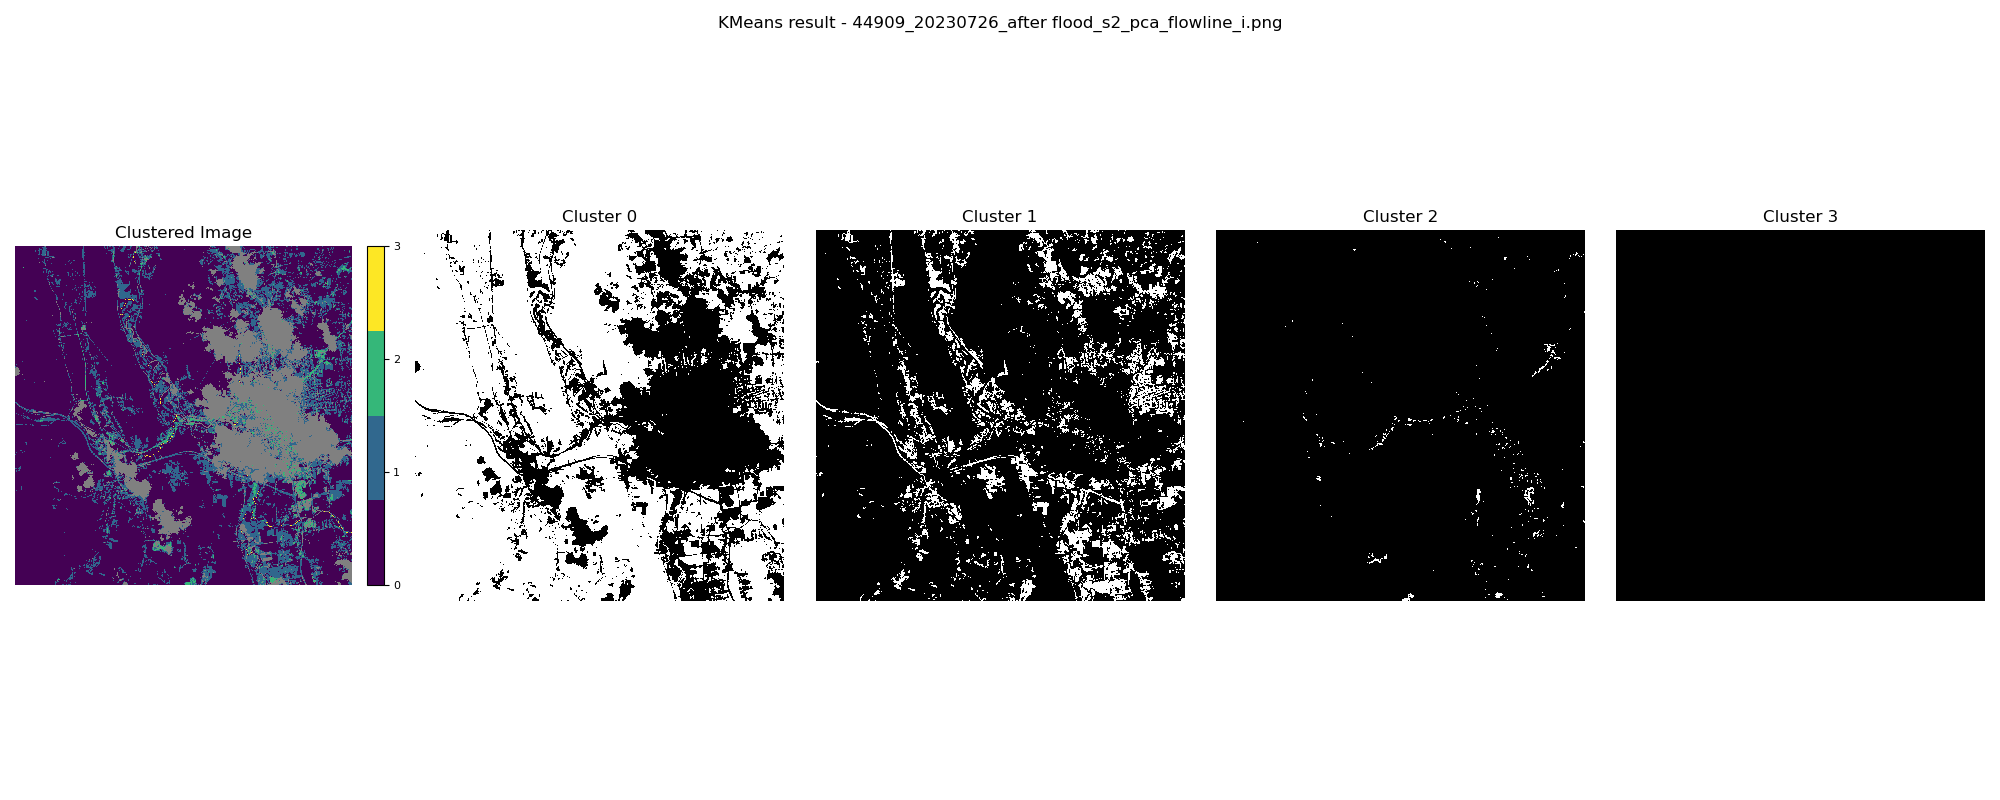 KMeans result - 44909_20230726_after flood_s2_pca_flowline_i.png
Clustered Image
Cluster 0
Cluster 1
Cluster 2
Cluster 3
3
2
1
0